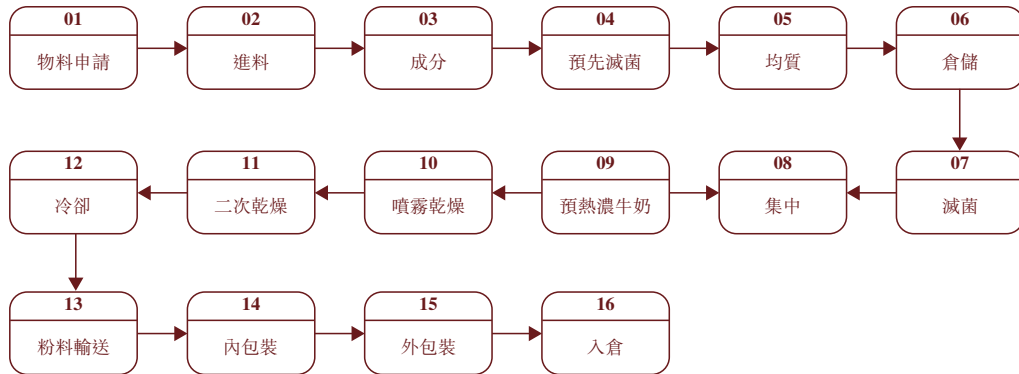 01
物料申請
02
進料
03
成分
04
預先滅菌
05
均質
06
倉儲
12
冷卻
11
二次乾燥
10
噴霧乾燥
09
預熱濃牛奶
08
集中
07
滅菌
13
粉料輸送
14
內包裝
15
外包裝
16
入倉